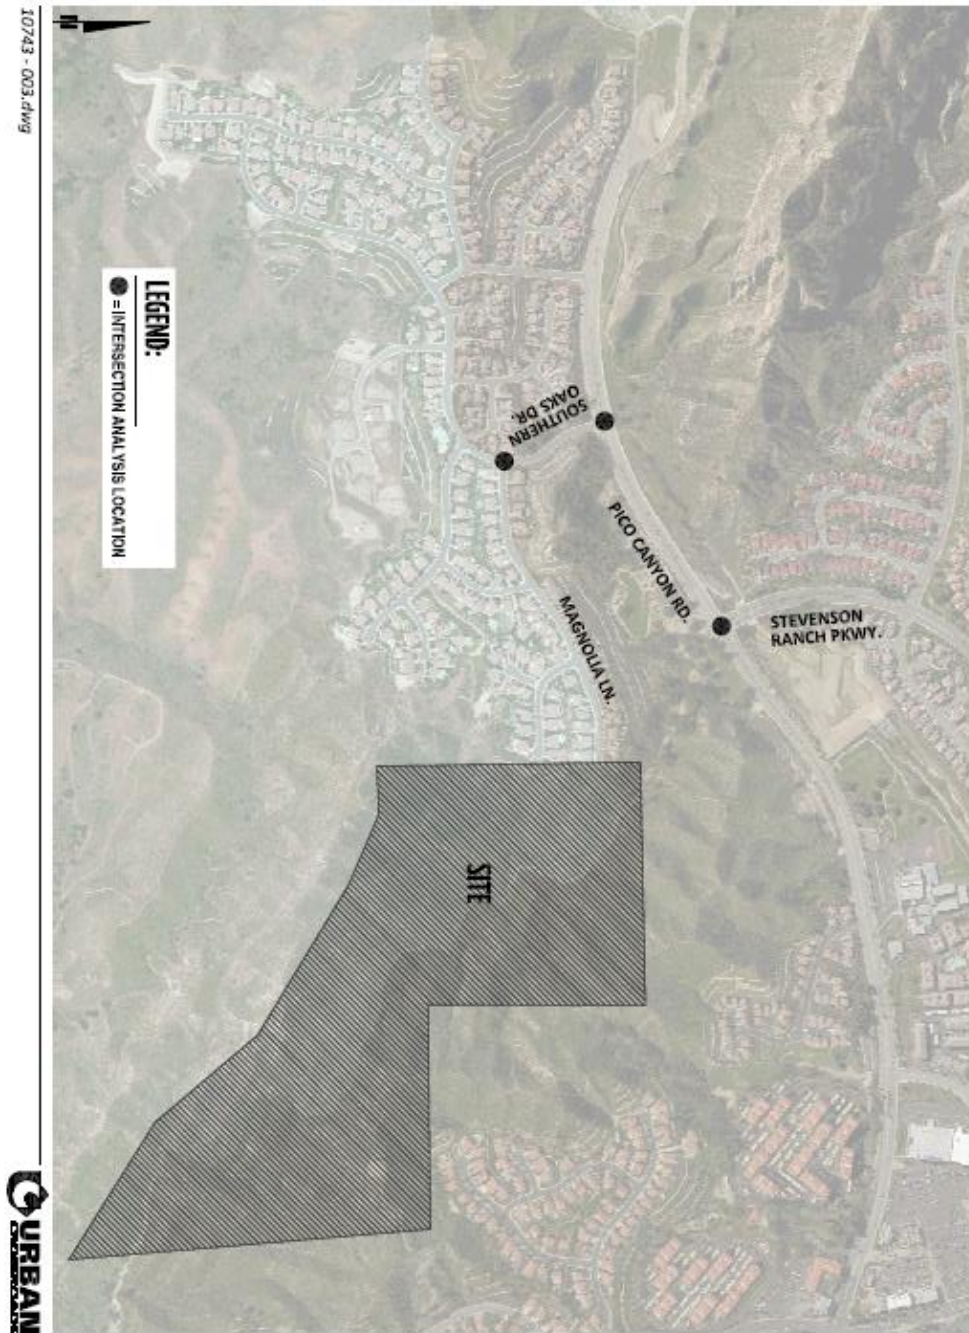 N
LEGEND:
= INTERSECTION ANALYSIS LOCATION
SOUTHERN
OAKS DR.
PICO CANYON RD.
STEVENSON
RANCH PKWY.
MAGNOLIA LN.
SITE
10743 - 003.dwg
URBAN